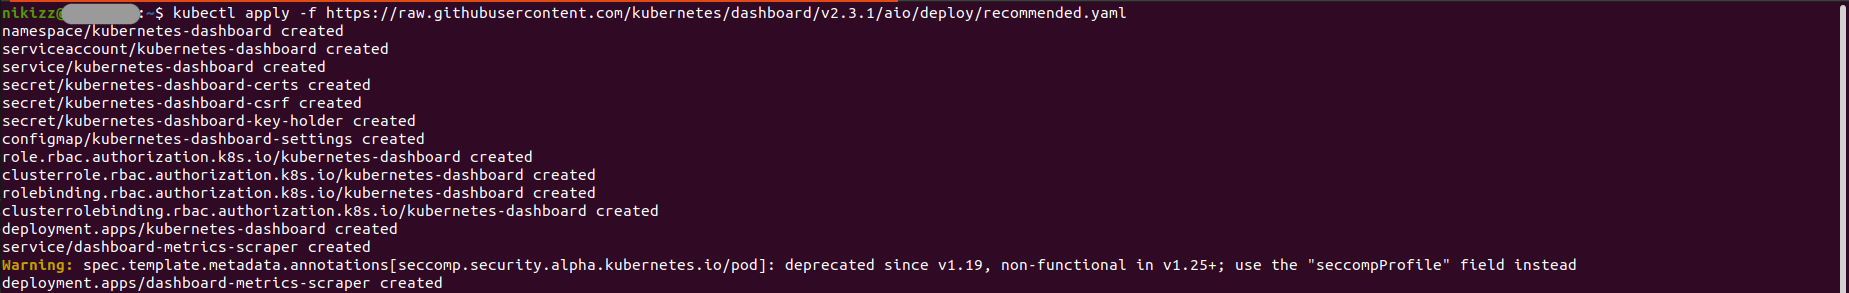 nikizz@ :~$ kubectl apply -f https://raw.githubusercontent.com/kubernetes/dashboard/v2.3.1/aio/deploy/recommended.yaml
namespace/kubernetes-dashboard created
serviceaccount/kubernetes-dashboard created
service/kubernetes-dashboard created
secret/kubernetes-dashboard-certs created
secret/kubernetes-dashboard-csrf created
secret/kubernetes-dashboard-key-holder created
configmap/kubernetes-dashboard-settings created
role.rbac.authorization.k8s.io/kubernetes-dashboard created
clusterrole.rbac.authorization.k8s.io/kubernetes-dashboard created
rolebinding.rbac.authorization.k8s.io/kubernetes-dashboard created
clusterrolebinding.rbac.authorization.k8s.io/kubernetes-dashboard created
deployment.apps/kubernetes-dashboard created
service/dashboard-metrics-scraper created
Warning: spec.template.metadata.annotations[seccomp.security.alpha.kubernetes.io/pod]: deprecated since v1.19, non-functional in v1.25+; use the "seccompProfile" field instead
deployment.apps/dashboard-metrics-scraper created